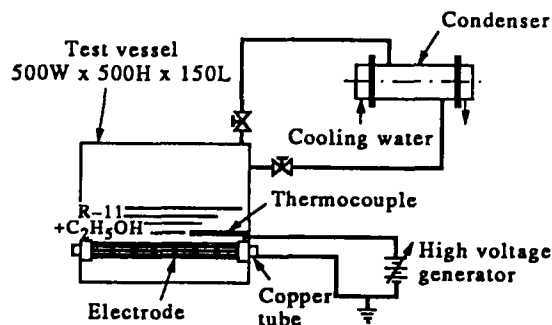 Test vessel
500W x 500H x 150L
Condenser
Cooling water
Thermocouple
R-11
+C₂H₅OH
High voltage
generator
Electrode
Copper
tube